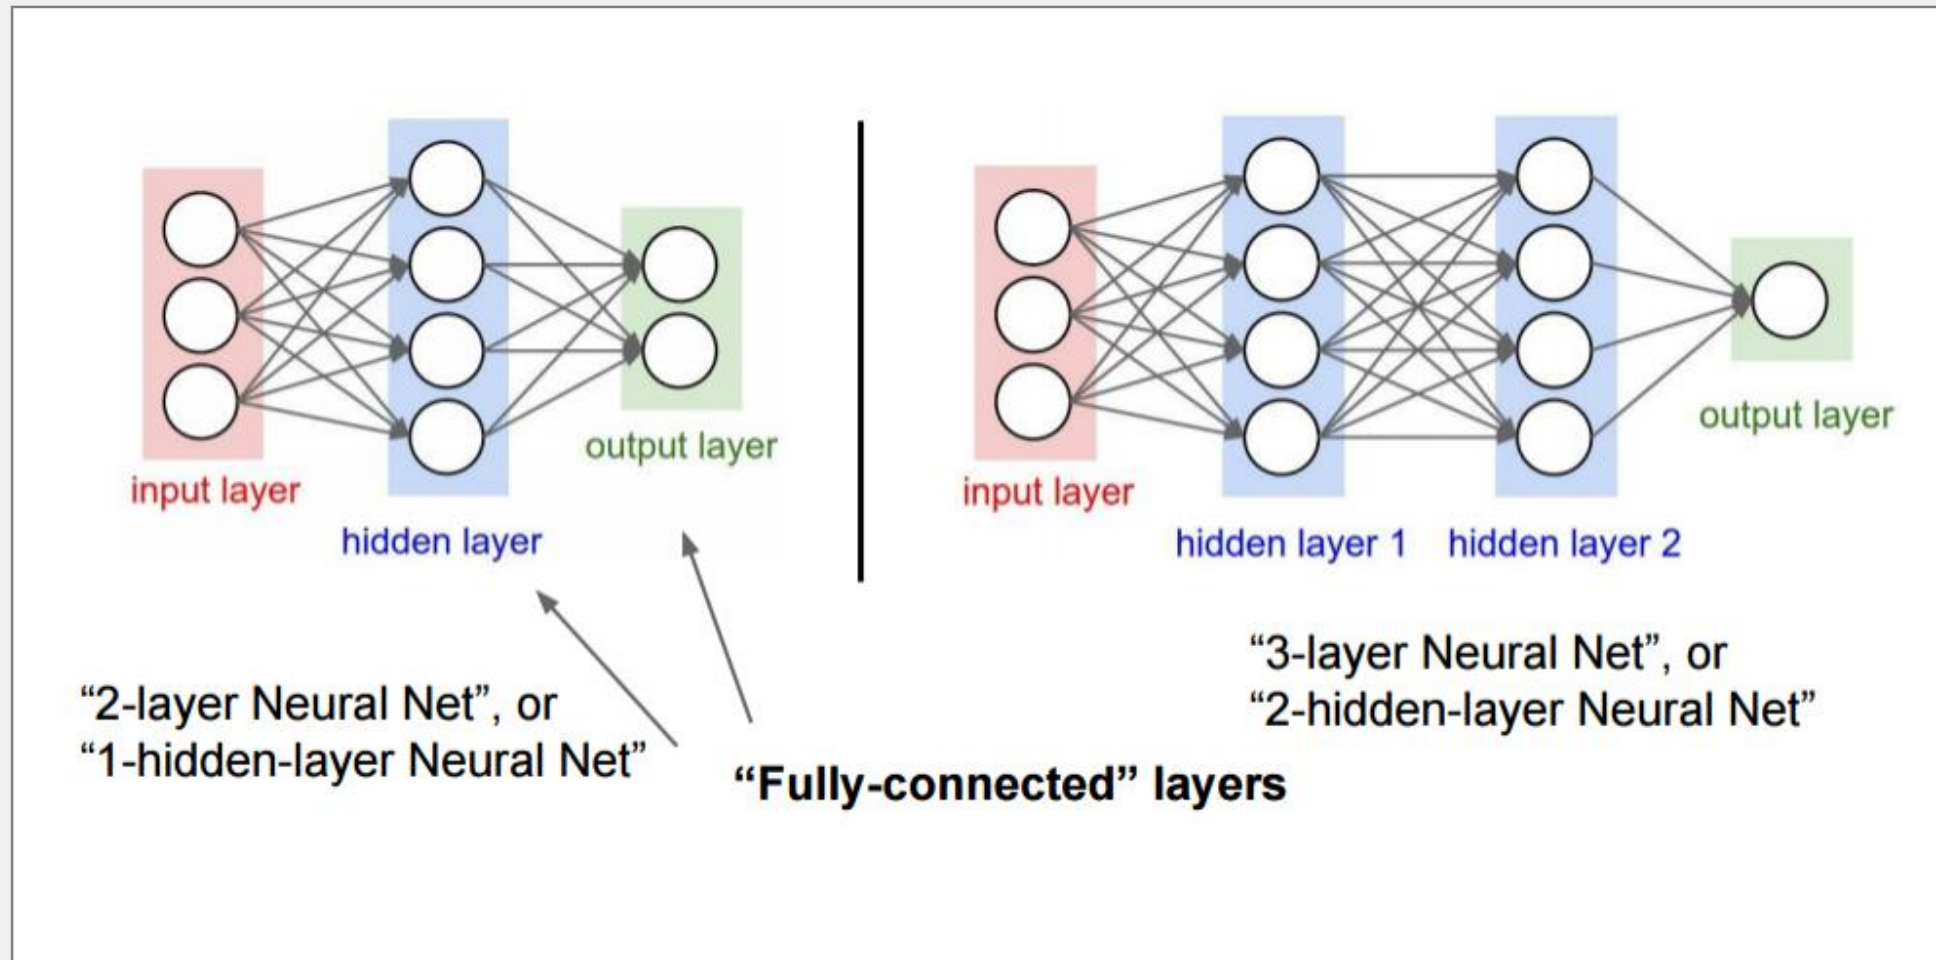 input layer
hidden layer
output layer
“2-layer Neural Net”, or
“1-hidden-layer Neural Net”
“Fully-connected” layers
input layer
hidden layer 1
hidden layer 2
output layer
“3-layer Neural Net”, or
“2-hidden-layer Neural Net”